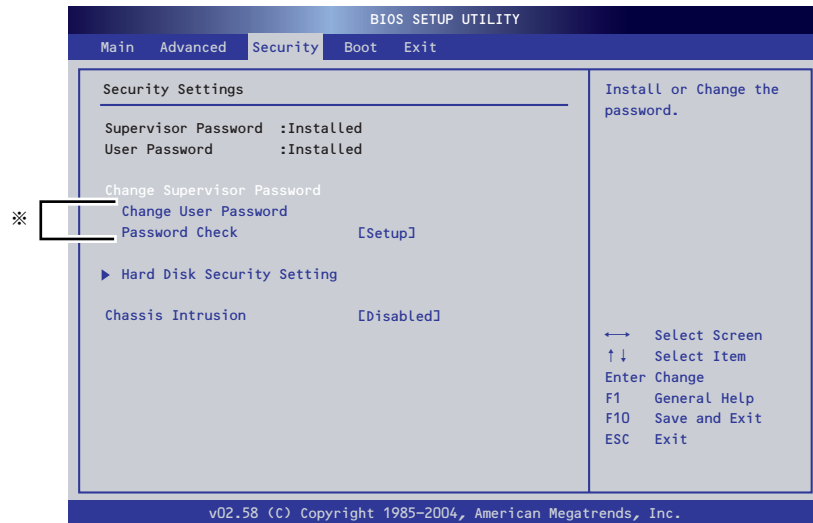 BIOS SETUP UTILITY
Main Advanced Security Boot Exit
Security Settings
Supervisor Password :Installed
User Password :Installed
Change Supervisor Password
※
Change User Password
Password Check [Setup]
▶ Hard Disk Security Setting
Chassis Intrusion [Disabled]
Install or Change the
password.
←→ Select Screen
↑↓ Select Item
Enter Change
F1 General Help
F10 Save and Exit
ESC Exit
v02.58 (C) Copyright 1985-2004, American Megatrends, Inc.